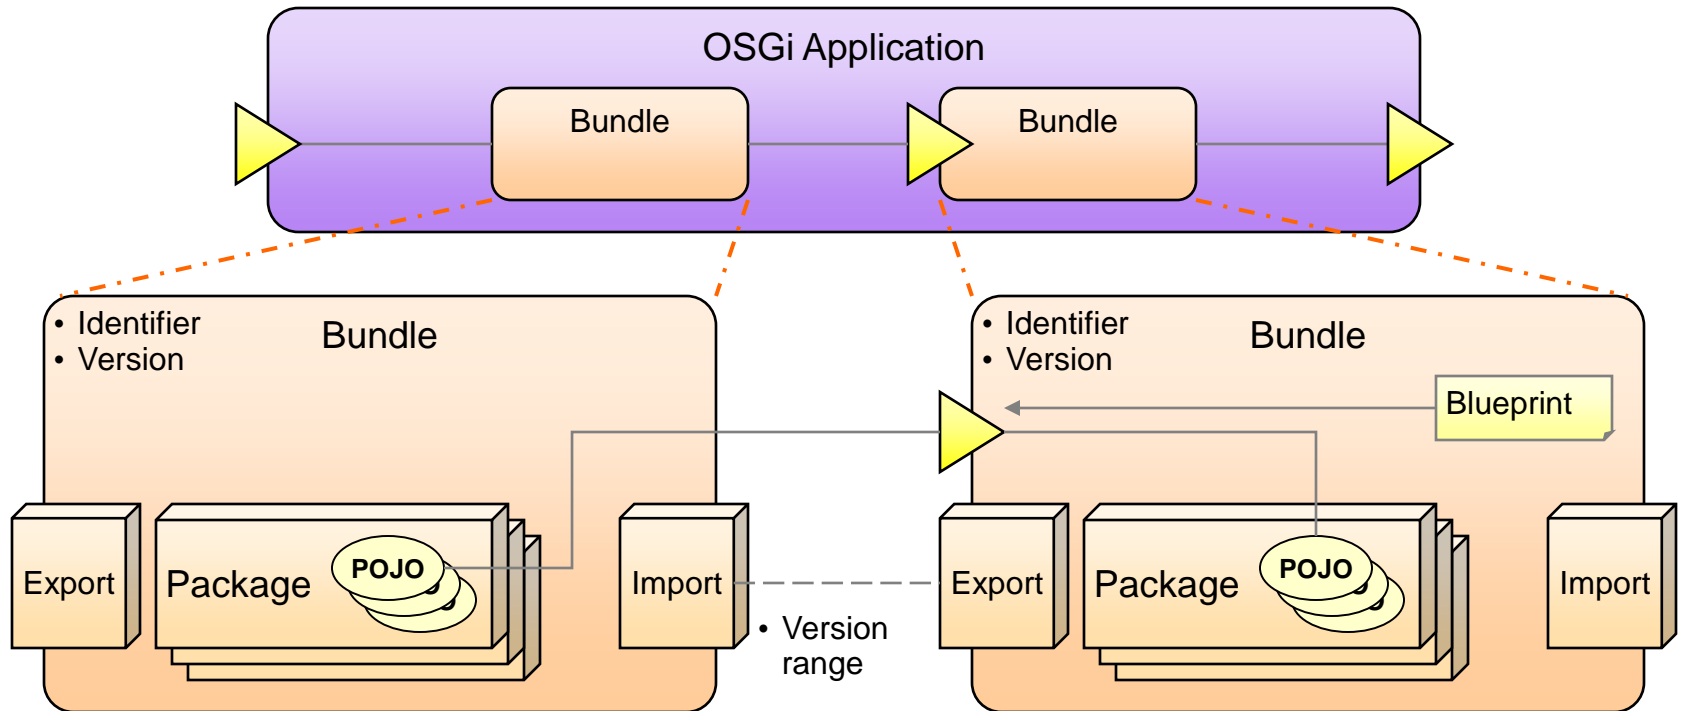 OSGi Application
Bundle
Bundle
• Identifier
• Version
Bundle
• Identifier
• Version
Bundle
Blueprint
Export
Package
POJO
Import
• Version
range
Export
Package
POJO
Import